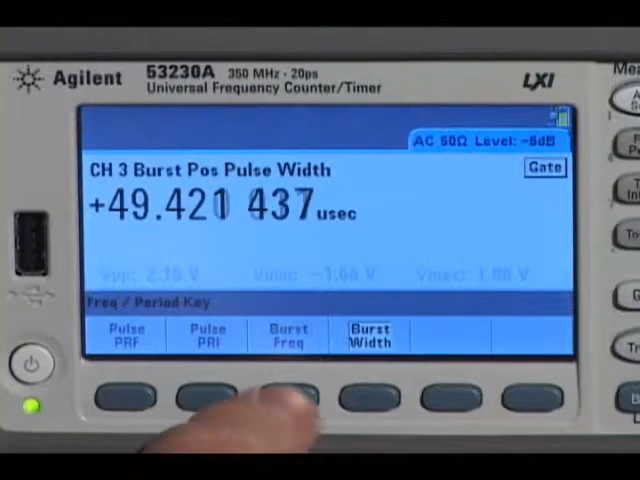 Agilent 53230A 350 MHz · 20ps
Universal Frequency Counter/Timer
LXI
AC 50Ω Level: -5dB
CH 3 Burst Pos Pulse Width
Gate
+49.421 437 usec
Freq / Period Key
Pulse PRF
Pulse PRI
Burst Freq
Burst Width